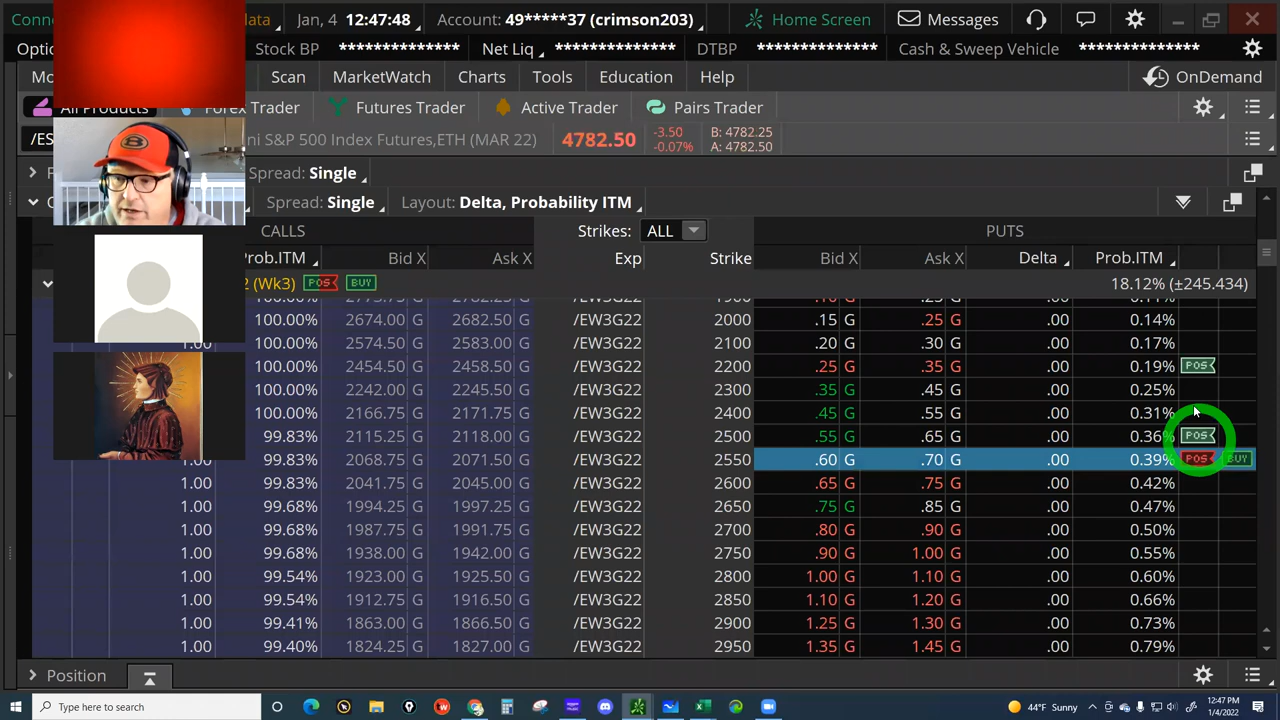 Conne data Jan, 4 12:47:48 Account: 49*****37 (crimson203) Home Screen Messages
Opti Stock BP ************* Net Liq ************* DTBP ************* Cash & Sweep Vehicle *************
Mo Scan MarketWatch Charts Tools Education Help OnDemand
All Products Forex Trader Futures Trader Active Trader Pairs Trader
/ES ni S&P 500 Index Futures,ETH (MAR 22) 4782.50 -3.50 B: 4782.25
-0.07% A: 4782.50
F Spread: Single
O Spread: Single Layout: Delta, Probability ITM
CALLS Strikes: ALL PUTS
Prob.ITM Bid X Ask X Exp Strike Bid X Ask X Delta Prob.ITM
2 (Wk3) POS BUY 18.12% (±245.434)
100.00% 2674.00 G 2682.50 G /EW3G22 2000 .15 G .25 G .00 0.14%
100.00% 2574.50 G 2583.00 G /EW3G22 2100 .20 G .30 G .00 0.17%
100.00% 2454.50 G 2458.50 G /EW3G22 2200 .25 G .35 G .00 0.19% POS
100.00% 2242.00 G 2245.50 G /EW3G22 2300 .35 G .45 G .00 0.25%
100.00% 2166.75 G 2171.75 G /EW3G22 2400 .45 G .55 G .00 0.31%
99.83% 2115.25 G 2118.00 G /EW3G22 2500 .55 G .65 G .00 0.36% POS
99.83% 2068.75 G 2071.50 G /EW3G22 2550 .60 G .70 G .00 0.39% POS BUY
1.00 99.83% 2041.75 G 2045.00 G /EW3G22 2600 .65 G .75 G .00 0.42%
1.00 99.68% 1994.25 G 1997.25 G /EW3G22 2650 .75 G .85 G .00 0.47%
1.00 99.68% 1987.75 G 1991.75 G /EW3G22 2700 .80 G .90 G .00 0.50%
1.00 99.68% 1938.00 G 1942.00 G /EW3G22 2750 .90 G 1.00 G .00 0.55%
1.00 99.54% 1923.00 G 1925.50 G /EW3G22 2800 1.00 G 1.10 G .00 0.60%
1.00 99.54% 1912.75 G 1916.50 G /EW3G22 2850 1.10 G 1.20 G .00 0.66%
1.00 99.41% 1863.00 G 1866.50 G /EW3G22 2900 1.25 G 1.30 G .00 0.73%
1.00 99.40% 1824.25 G 1827.00 G /EW3G22 2950 1.35 G 1.45 G .00 0.79%
Position
Type here to search 44°F Sunny 12:47 PM
1/4/2022